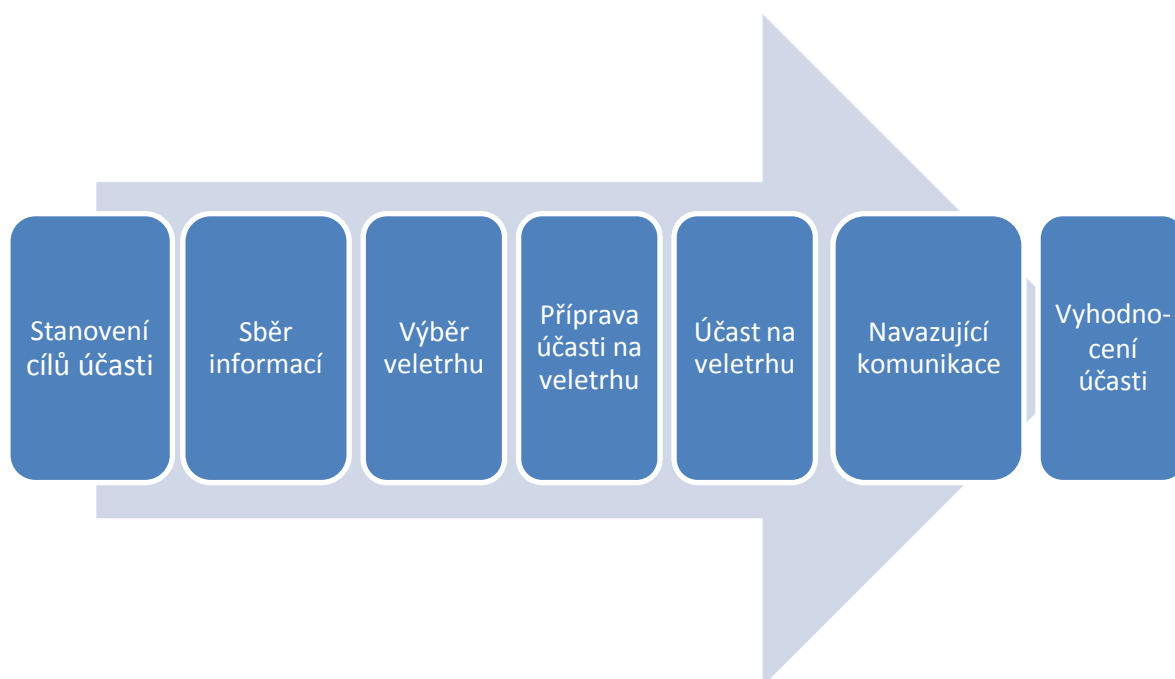 Stanovení
cílů účasti
Sběr
informací
Výběr
veletrhu
Příprava
účasti na
veletrhu
Účast na
veletrhu
Navazující
komunikace
Vyhodno-
cení
účasti